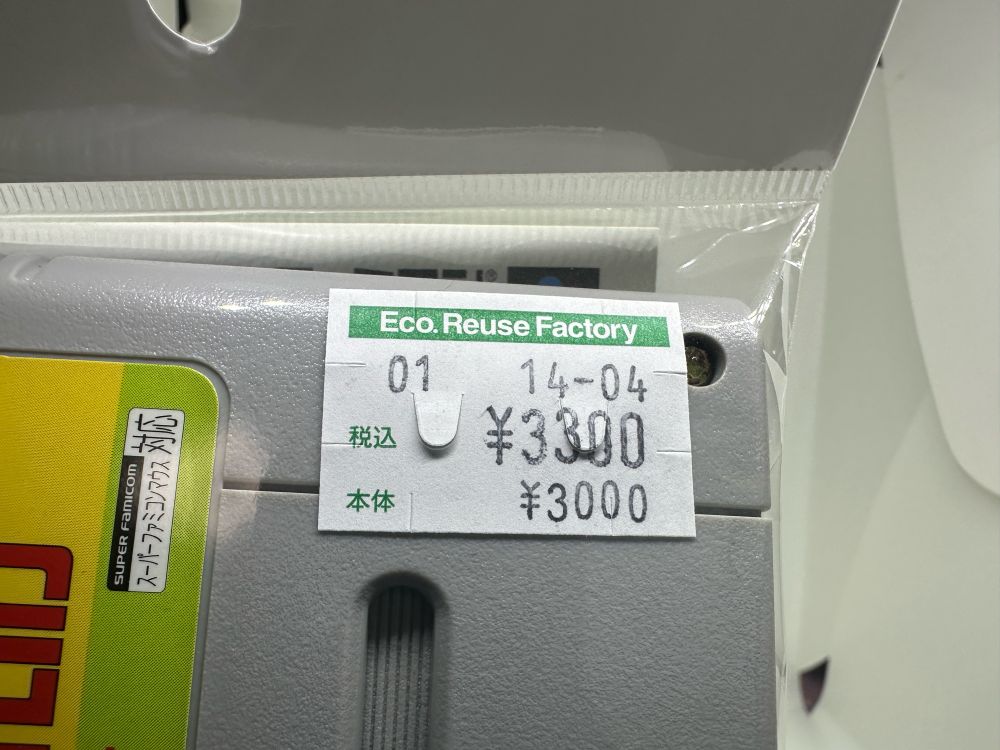 Eco. Reuse Factory
01 14-04
税込 ¥3300
本体 ¥3000
SUPER FAMICOM
スーパーファミコンマウス対応